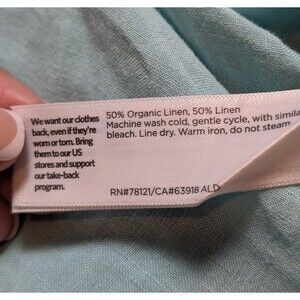 We want our clothes
back, even if they're
worn or torn. Bring
them to our US
stores and support
our take-back
program.
50% Organic Linen, 50% Linen
Machine wash cold, gentle cycle, with simila
bleach. Line dry. Warm iron, do not steam.
RN#78121/CA#63918 ALD